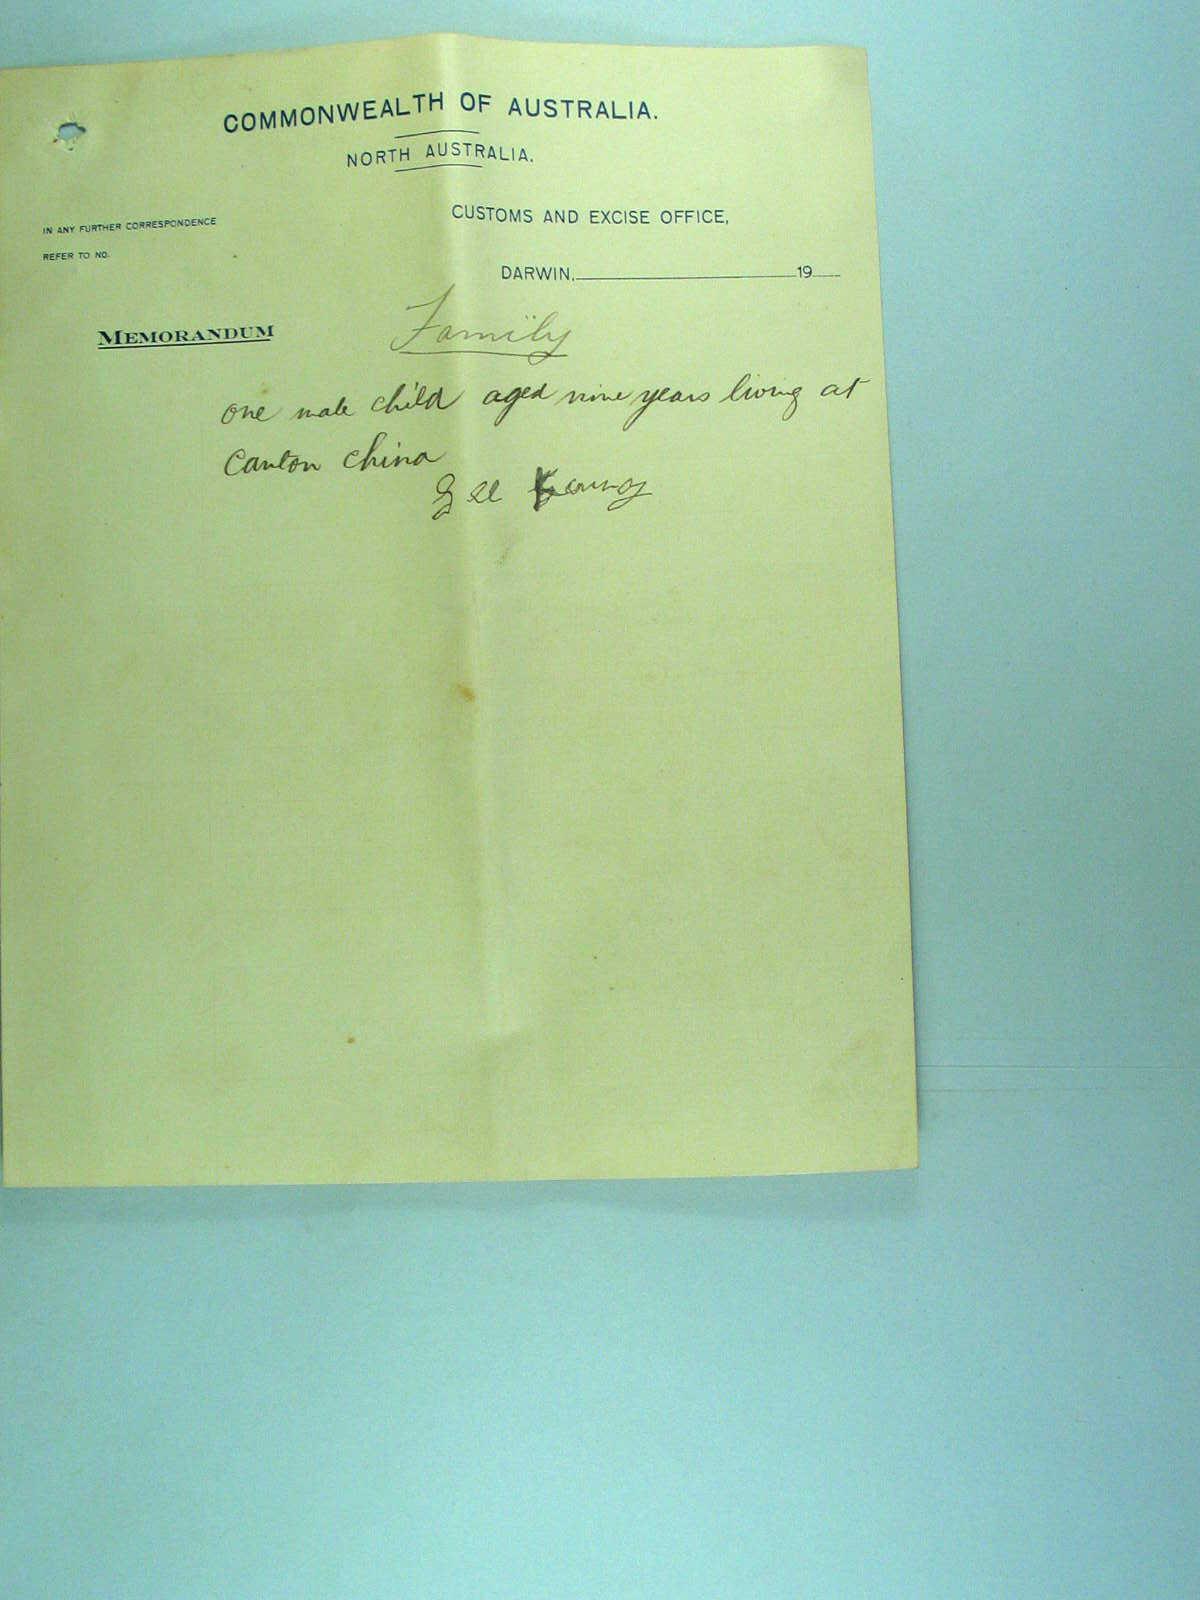 COMMONWEALTH OF AUSTRALIA.
NORTH AUSTRALIA.
IN ANY FURTHER CORRESPONDENCE
REFER TO NO.
CUSTOMS AND EXCISE OFFICE,
DARWIN, 19
MEMORANDUM
Family
one male child aged nine years living at
Canton China
Gee